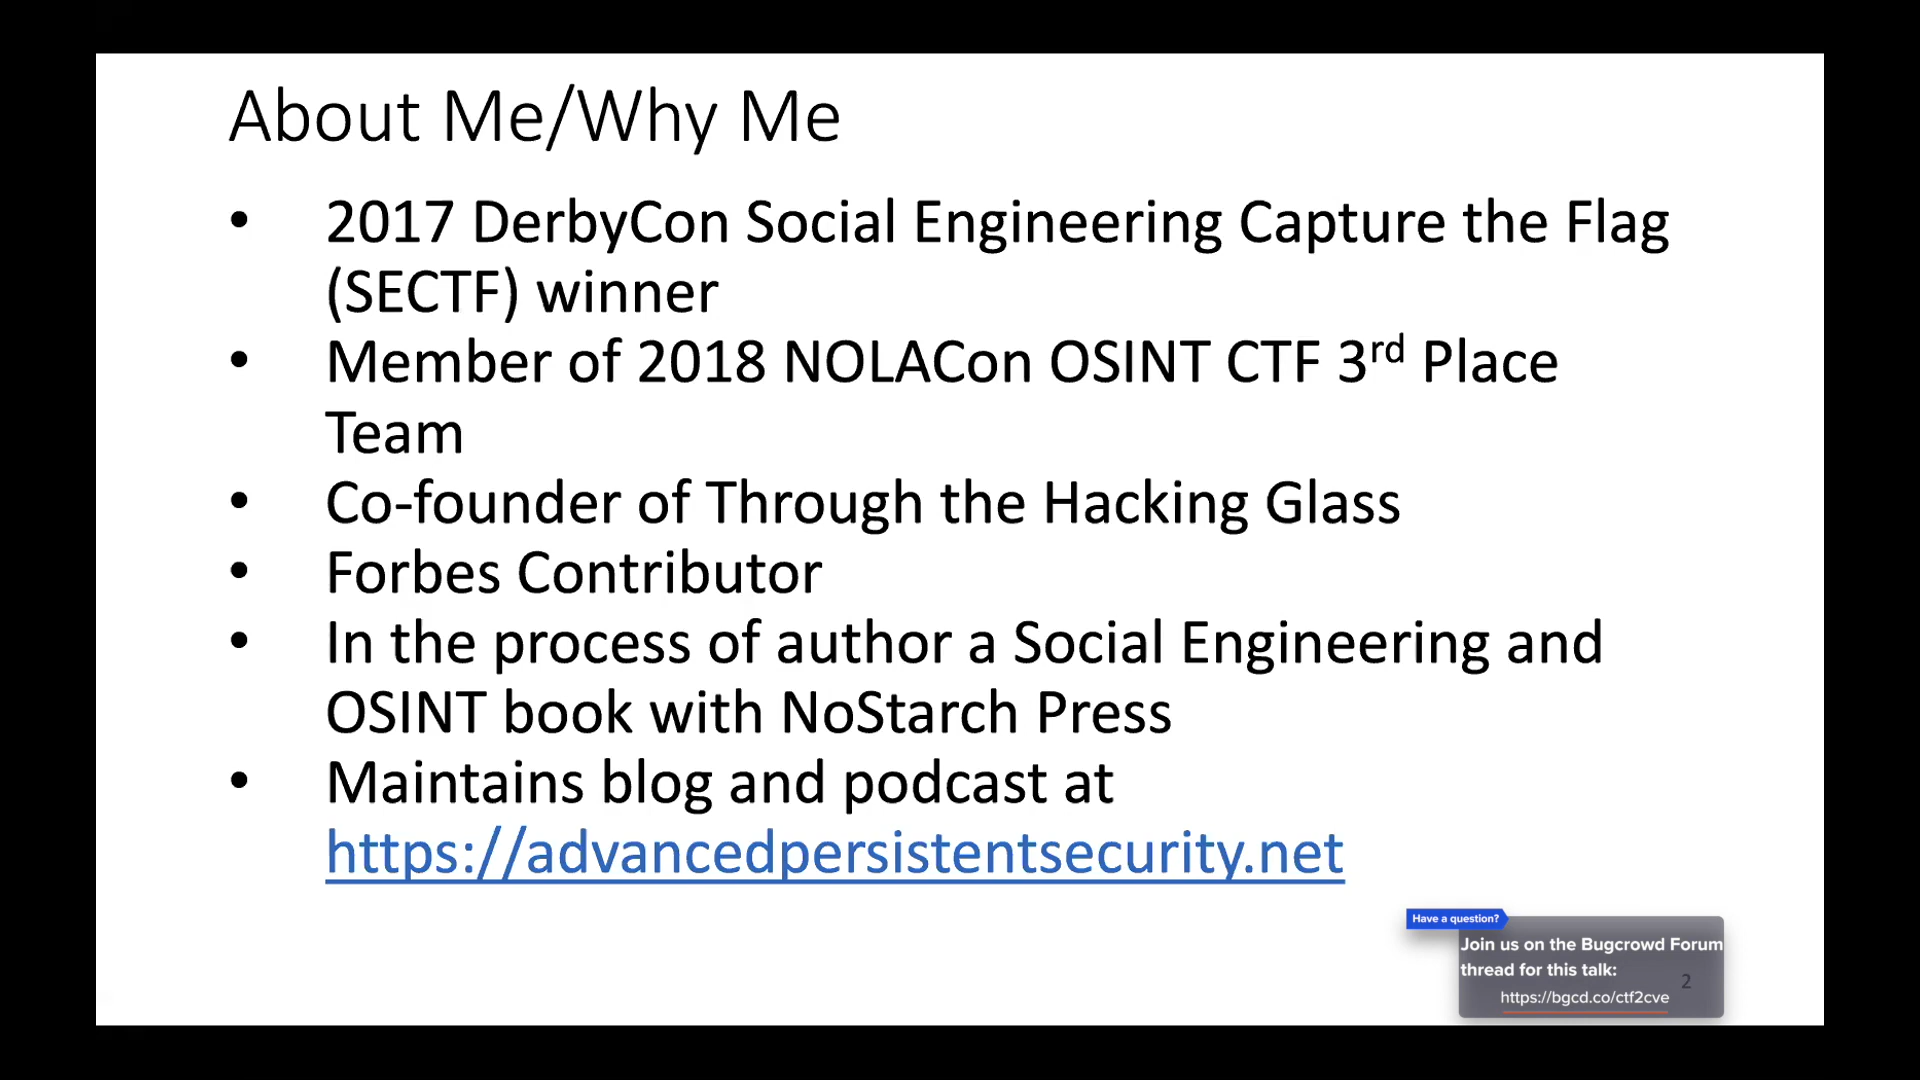 About Me/Why Me
• 2017 DerbyCon Social Engineering Capture the Flag
(SECTF) winner
• Member of 2018 NOLACon OSINT CTF 3rd Place
Team
• Co-founder of Through the Hacking Glass
• Forbes Contributor
• In the process of author a Social Engineering and
OSINT book with NoStarch Press
• Maintains blog and podcast at
https://advancedpersistentsecurity.net
Have a question?
Join us on the Bugcrowd Forum
thread for this talk:
2
https://bgcd.co/ctf2cve